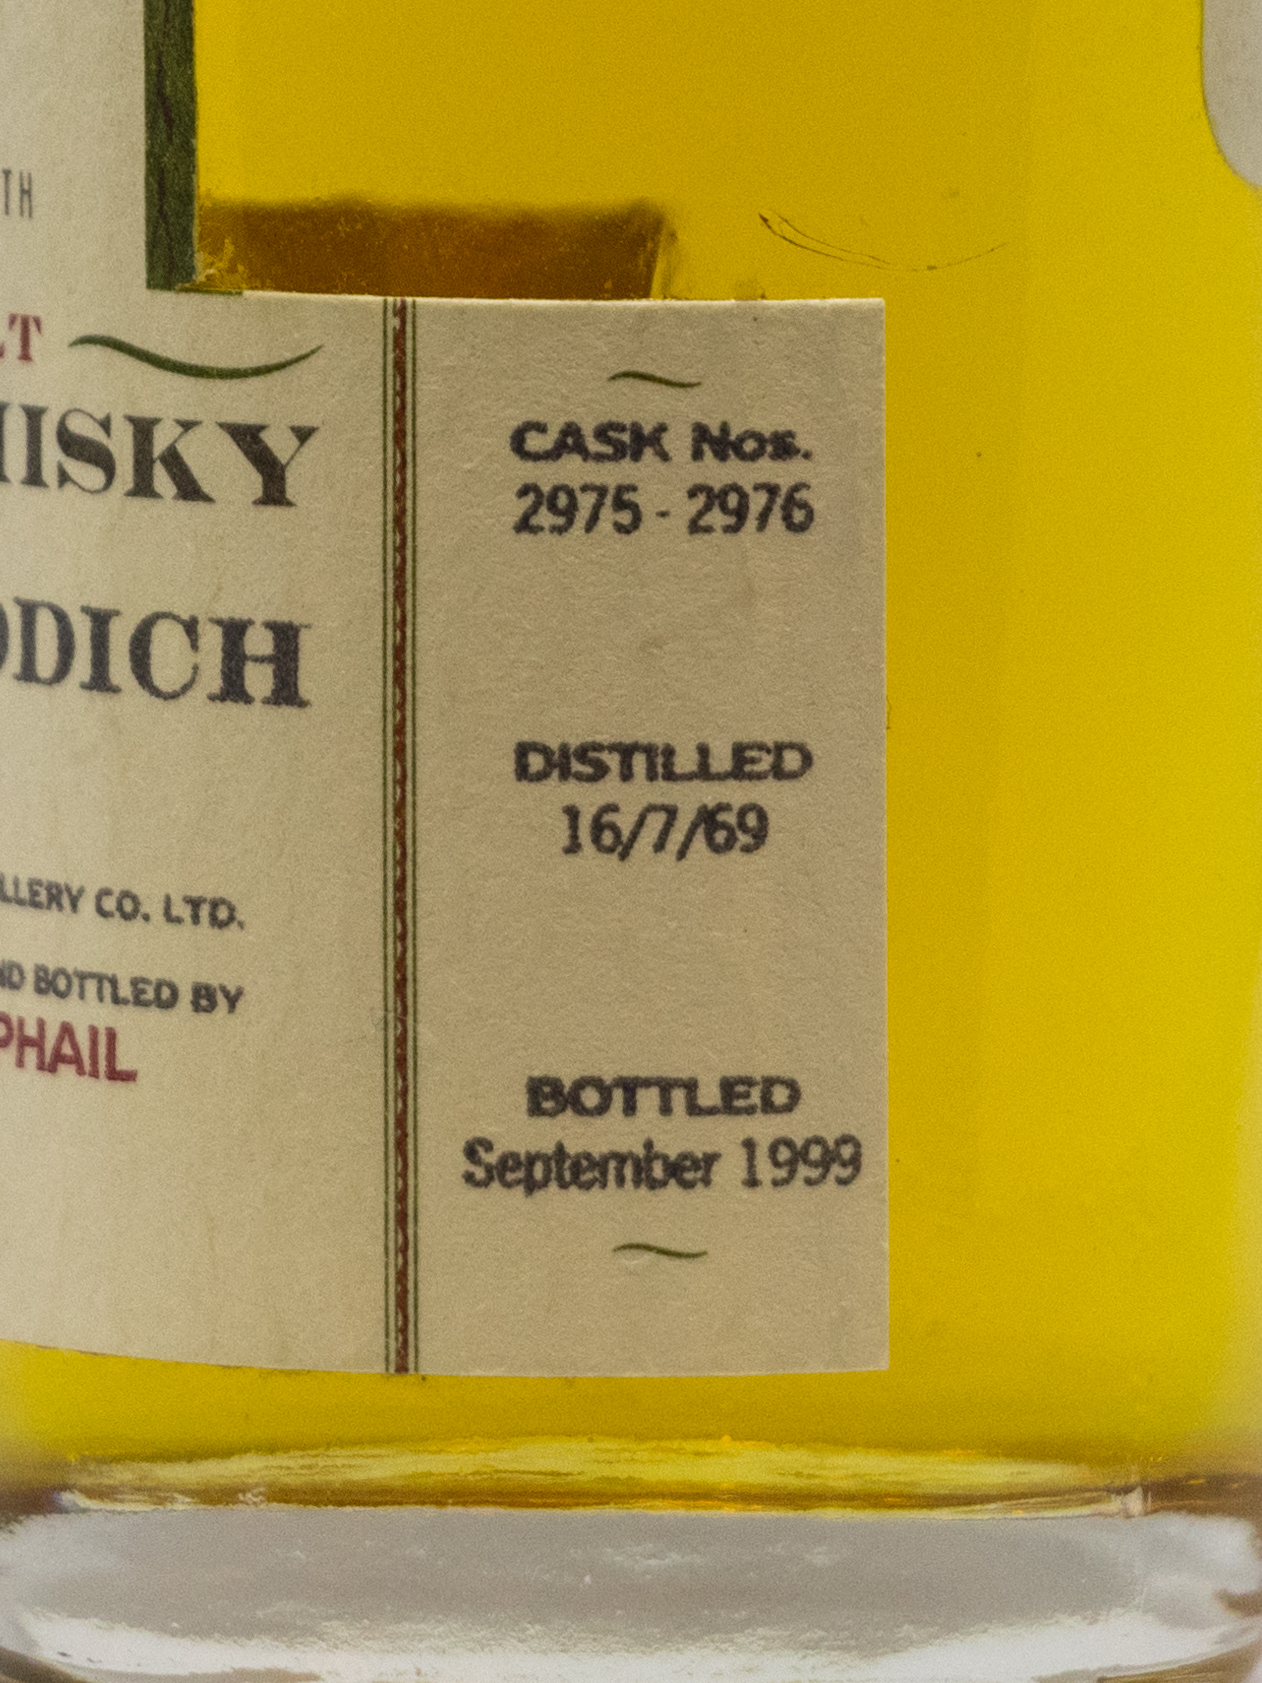 TH
LT
HISKY
DDICH
LLERY CO. LTD.
ND BOTTLED BY
PHAIL
CASK Nos.
2975 - 2976
DISTILLED
16/7/69
BOTTLED
September 1999